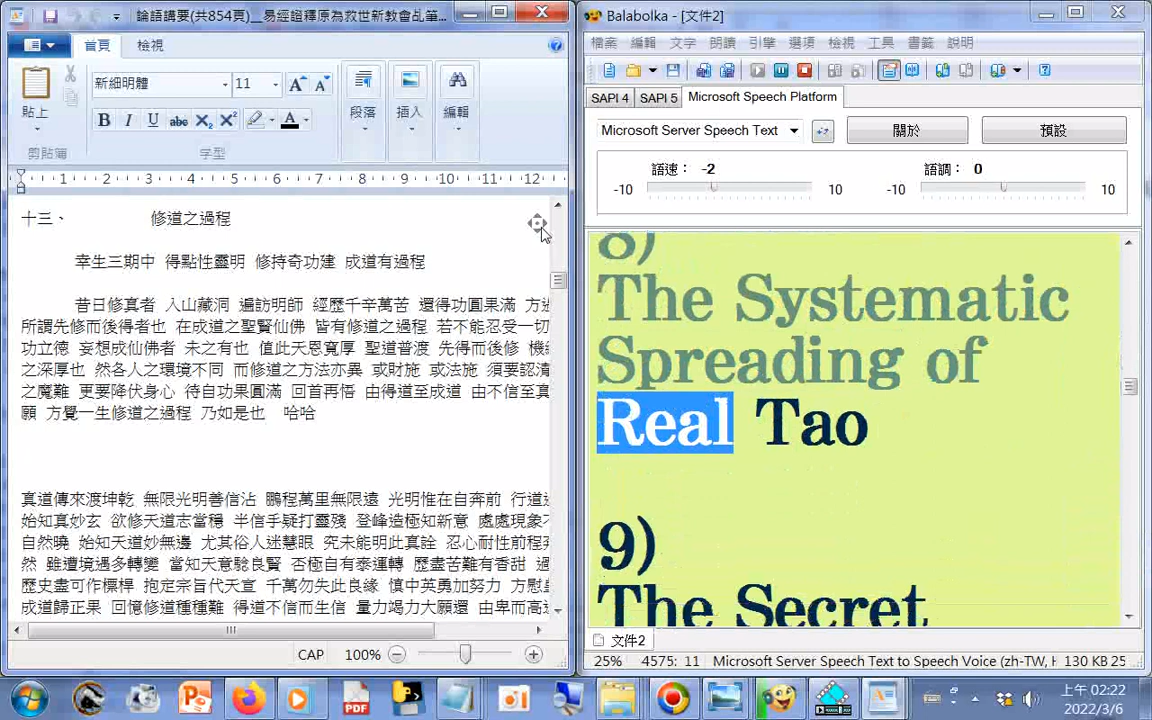 論語講要(共854頁)__易經證釋原為救世新教會乩筆...
首頁
檢視
貼上
剪貼簿
新細明體
11
B I U abc X₂ X² A
字型
段落
插入
編輯
1 2 3 4 5 6 7 8 9 10 11 12
十三、 修道之過程
幸生三期中 得點性靈明 修持奇功建 成道有過程
昔日修真者 入山藏洞 遍訪明師 經歷千辛萬苦 還得功圓果滿 方
所謂先修而後得者也 在成道之聖賢仙佛 皆有修道之過程 若不能忍受一切
功立德 妄想成仙佛者 未之有也 值此天恩寬厚 聖道普渡 先得而後修 機
之深厚也 然各人之環境不同 而修道之方法亦異 或財施 或法施 須要認清
之魔難 更要降伏身心 待自功果圓滿 回首再悟 由得道至成道 由不信至真
願 方覺一生修道之過程 乃如是也 哈哈
真道傳來渡坤乾 無限光明善信沾 鵬程萬里無限遠 光明惟在自奔前 行道
始知真妙玄 欲修天道志當穩 半信半疑打靈殘 登峰造極知新意 處處現象
自然曉 始知天道妙無邊 尤其俗人迷慧眼 究未能明此真詮 忍心耐性前程
然 雖遭境遇多轉變 當知天意騐良賢 否極自有泰運轉 歷盡苦難有香甜
歷史盡可作標桿 抱定宗旨代天宣 千萬勿失此良緣 慎中英勇加努力 方慰
成道歸正果 回憶修道種種難 得道不信而生信 量力竭力大願還 由卑而高
CAP 100%
Balabolka - [文件2]
檔案 編輯 文字 朗讀 引擎 選項 檢視 工具 書籤 說明
SAPI 4 SAPI 5 Microsoft Speech Platform
Microsoft Server Speech Text
關於
預設
語速： -2
-10 10
語調： 0
-10 10
8)
The Systematic
Spreading of
Real Tao
9)
The Secret
文件2
25% 4575: 11 Microsoft Server Speech Text to Speech Voice (zh-TW, H 130 KB 25
上午 02:22
2022/3/6